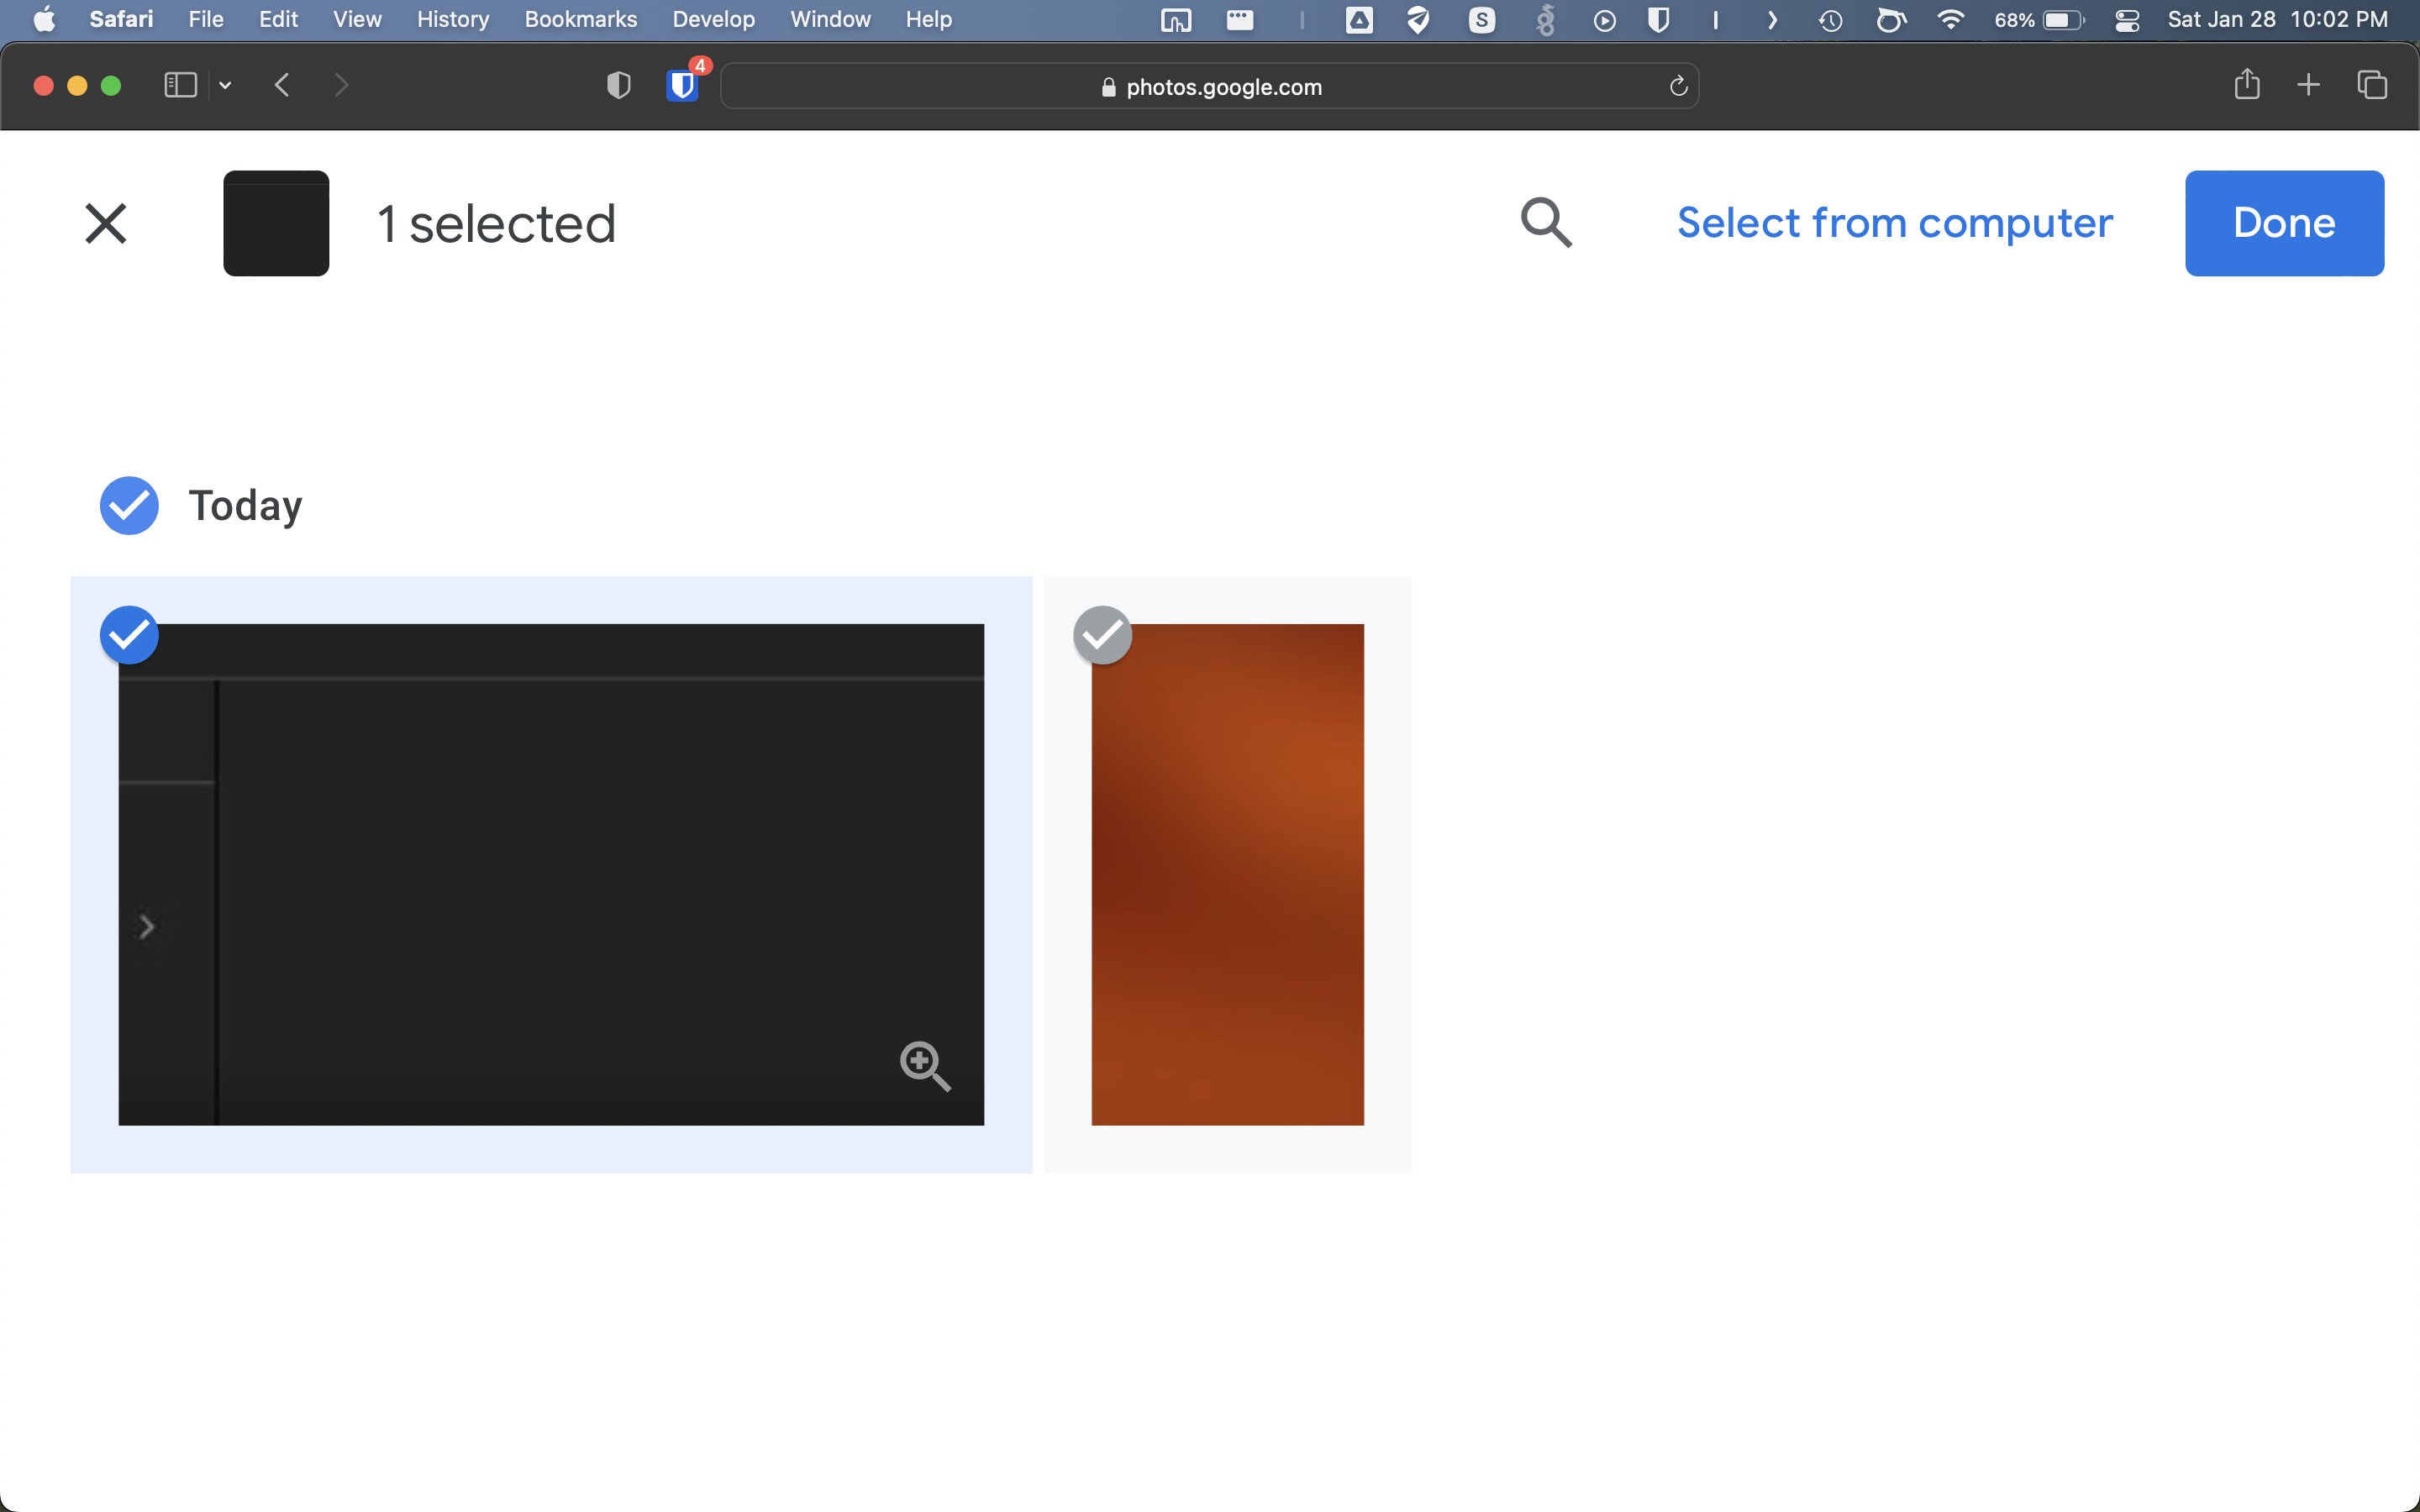 Safari File Edit View History Bookmarks Develop Window Help S 68% Sat Jan 28 10:02 PM
4 photos.google.com
1 selected Select from computer Done
Today